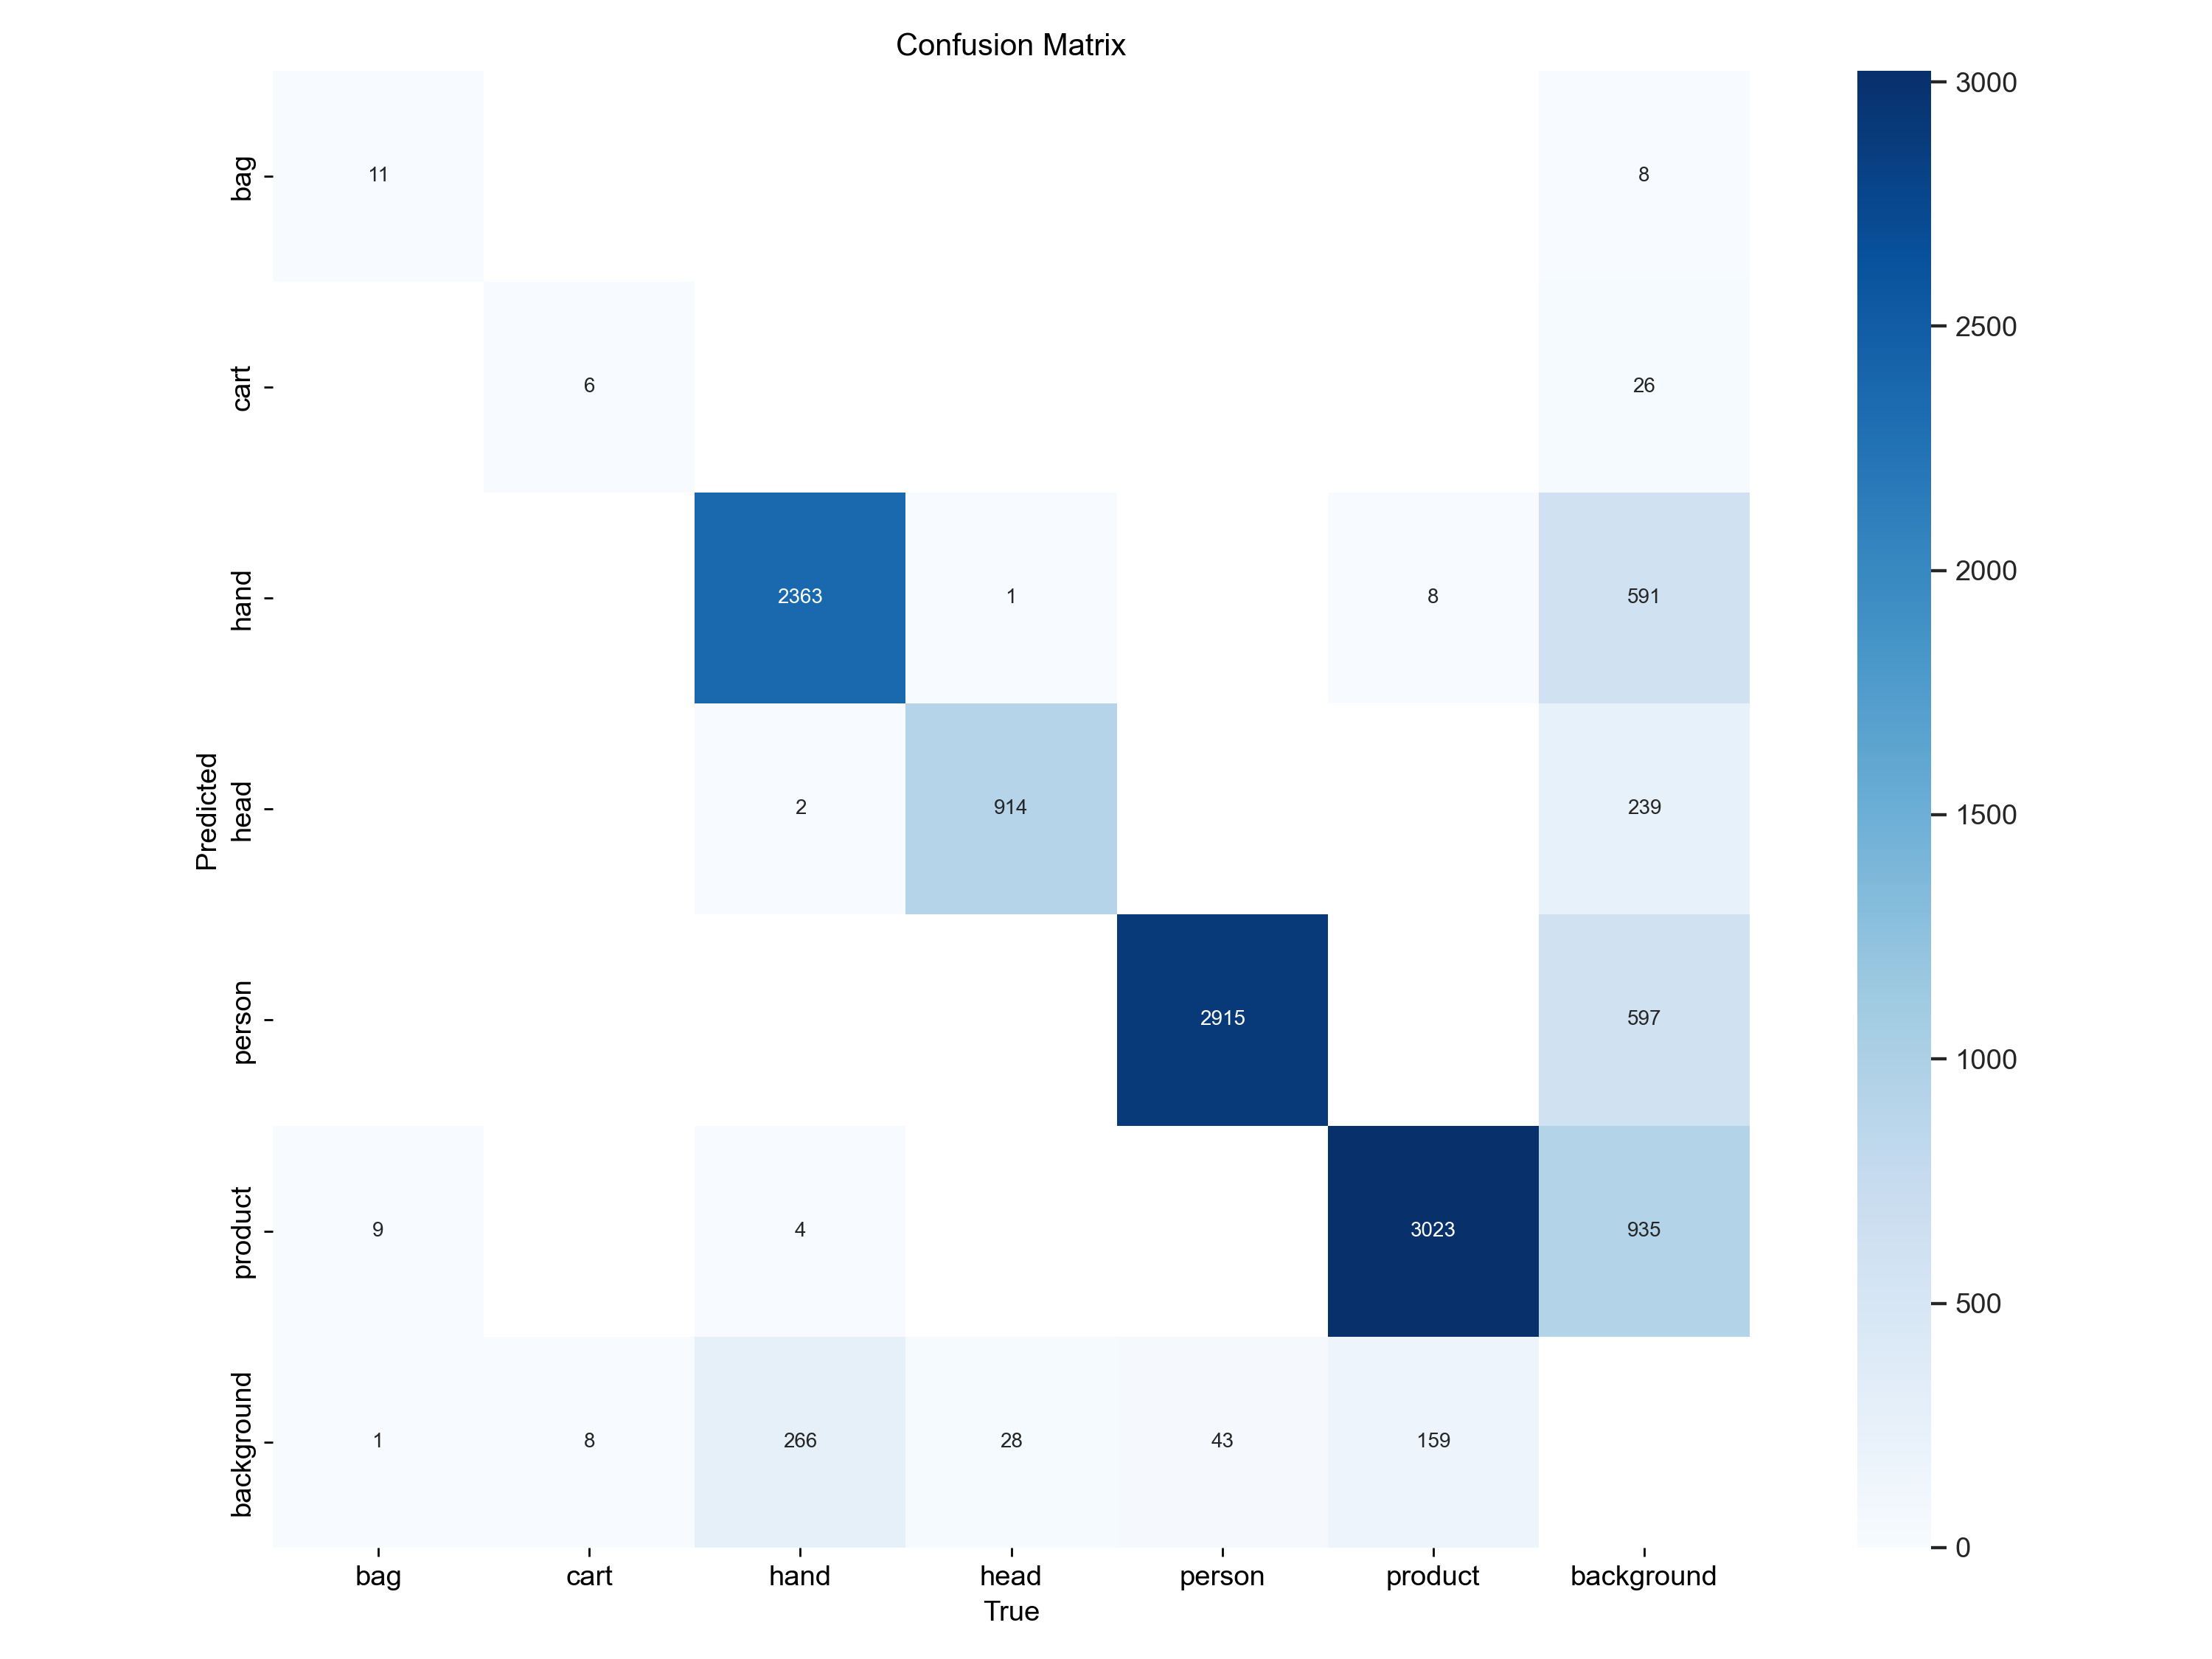 Confusion Matrix
bag
11
8
3000
cart
6
26
2500
hand
2363
1
8
591
2000
Predicted
head
2
914
239
1500
person
2915
597
1000
product
9
4
3023
935
500
background
1
8
266
28
43
159
0
bag cart hand head person product background
True